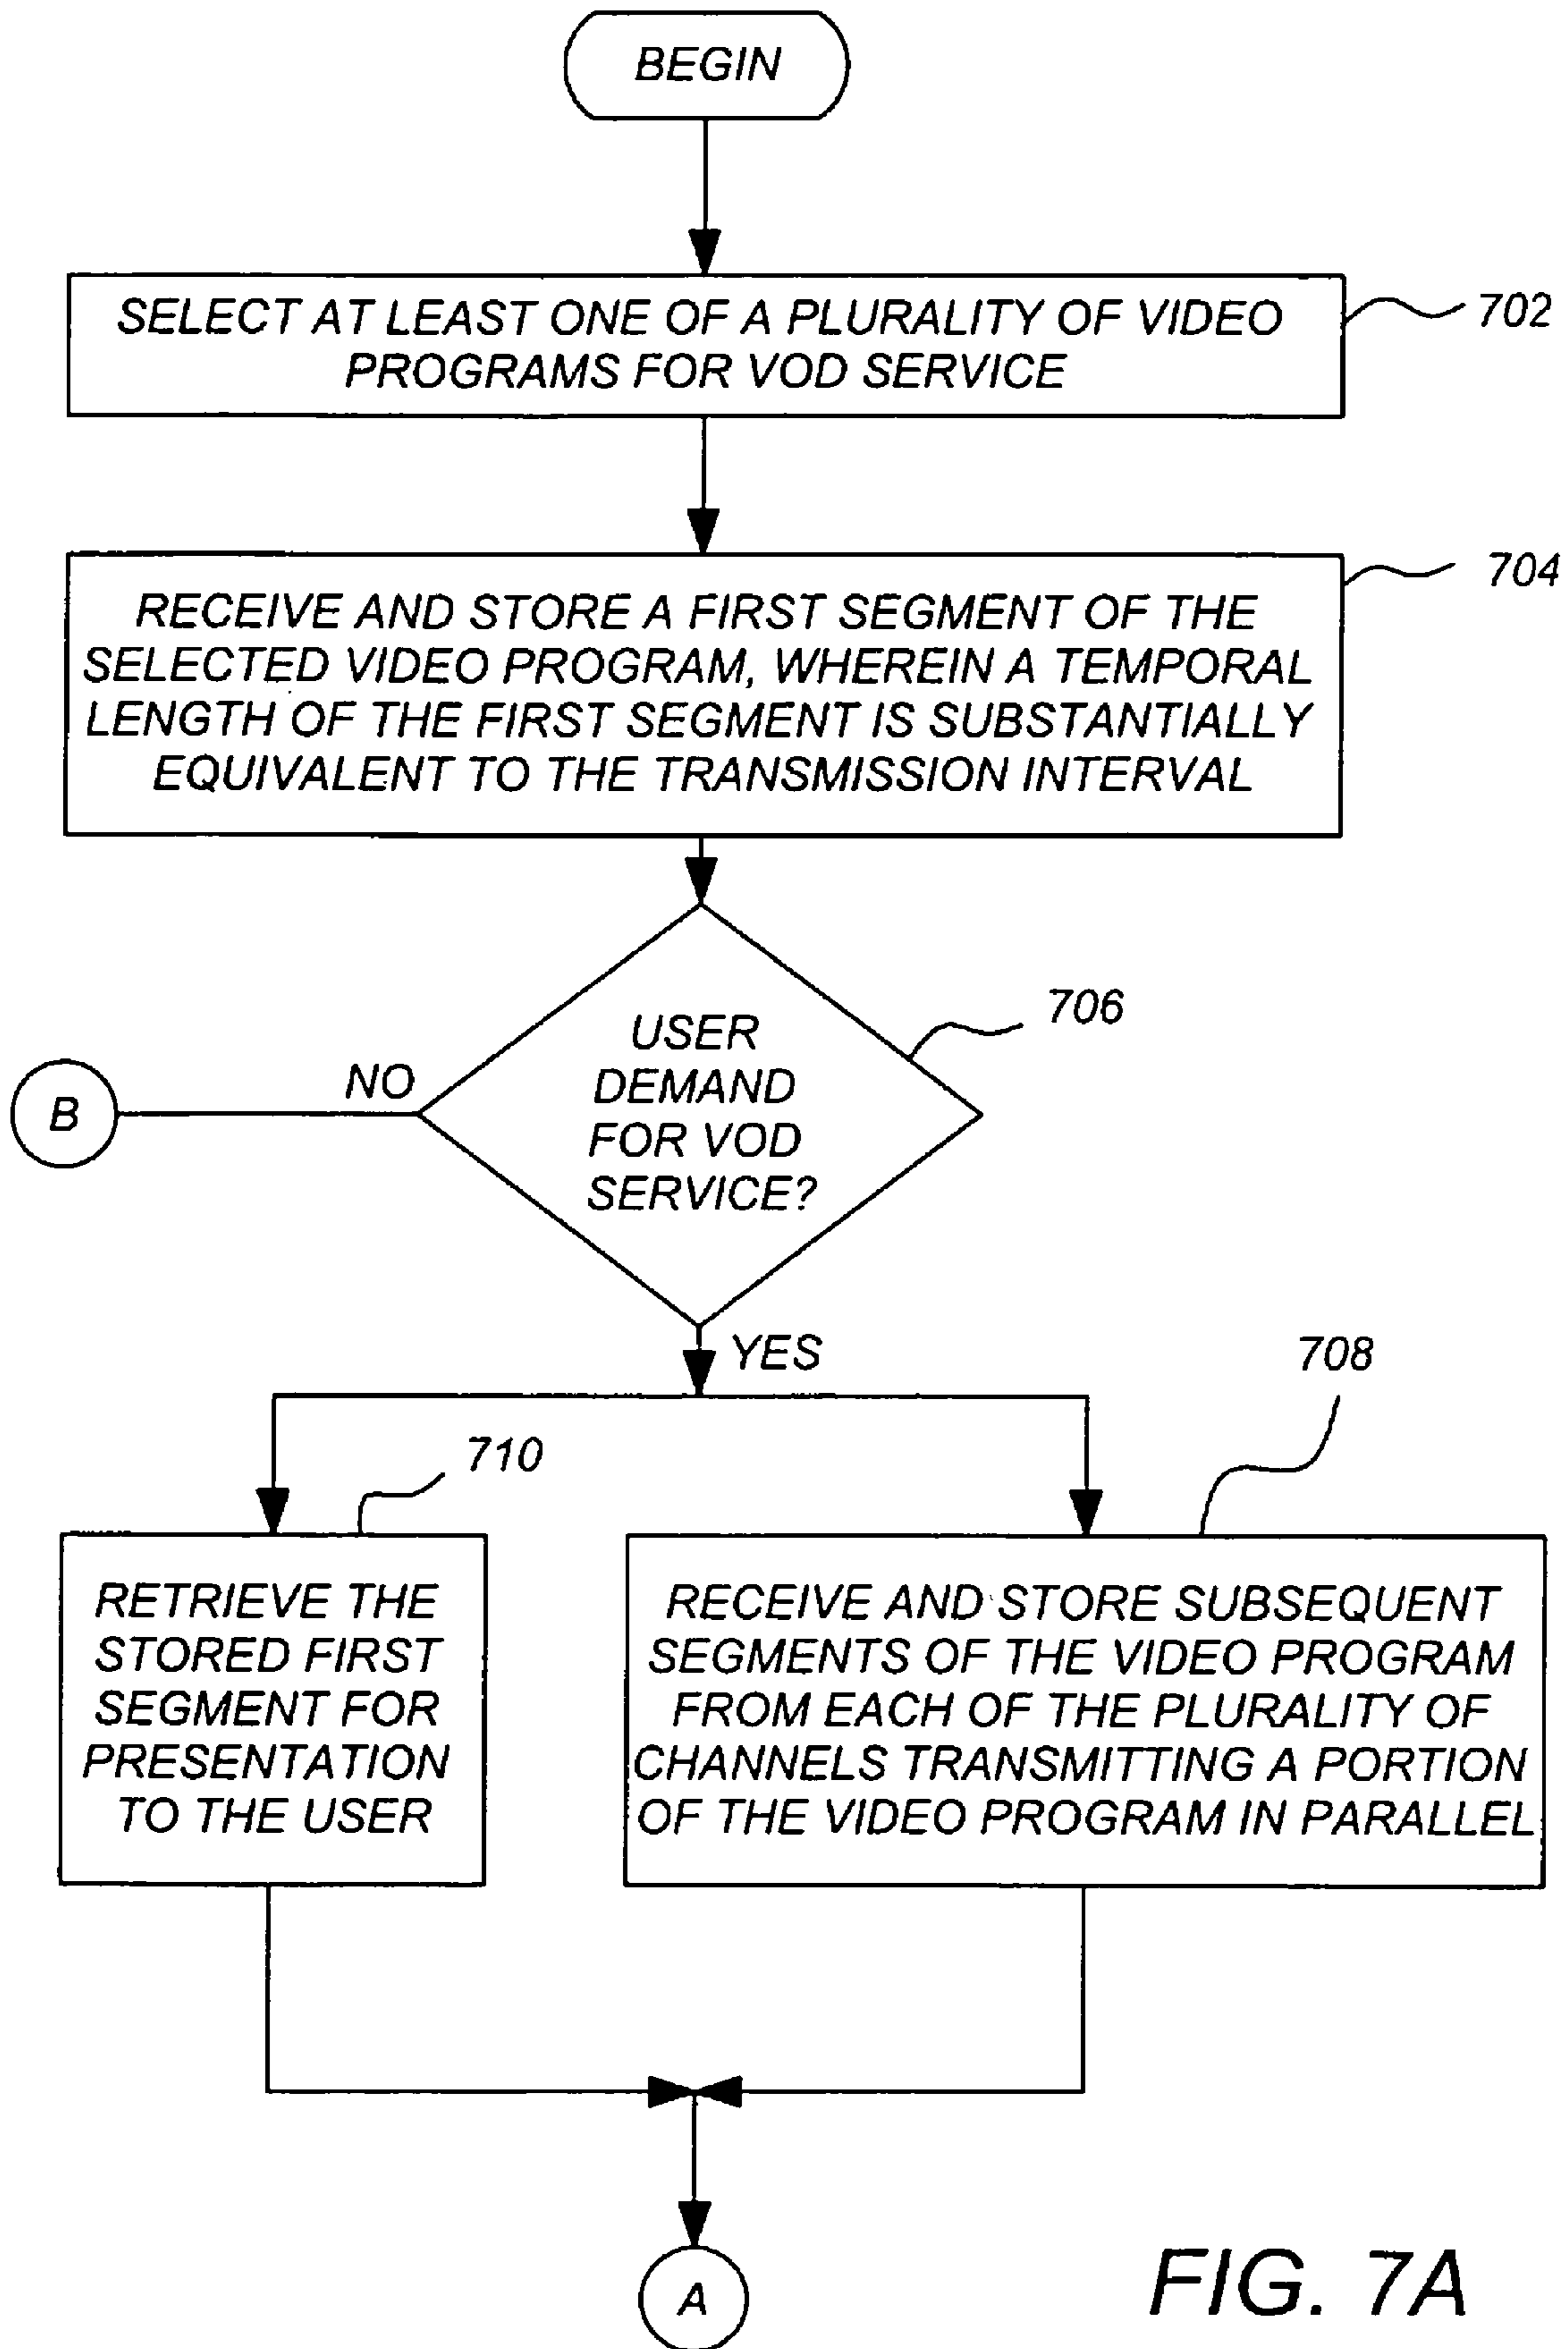 BEGIN
SELECT AT LEAST ONE OF A PLURALITY OF VIDEO
PROGRAMS FOR VOD SERVICE
702
RECEIVE AND STORE A FIRST SEGMENT OF THE
SELECTED VIDEO PROGRAM, WHEREIN A TEMPORAL
LENGTH OF THE FIRST SEGMENT IS SUBSTANTIALLY
EQUIVALENT TO THE TRANSMISSION INTERVAL
704
USER
DEMAND
FOR VOD
SERVICE?
706
NO
B
YES
710
RETRIEVE THE
STORED FIRST
SEGMENT FOR
PRESENTATION
TO THE USER
708
RECEIVE AND STORE SUBSEQUENT
SEGMENTS OF THE VIDEO PROGRAM
FROM EACH OF THE PLURALITY OF
CHANNELS TRANSMITTING A PORTION
OF THE VIDEO PROGRAM IN PARALLEL
A
FIG. 7A